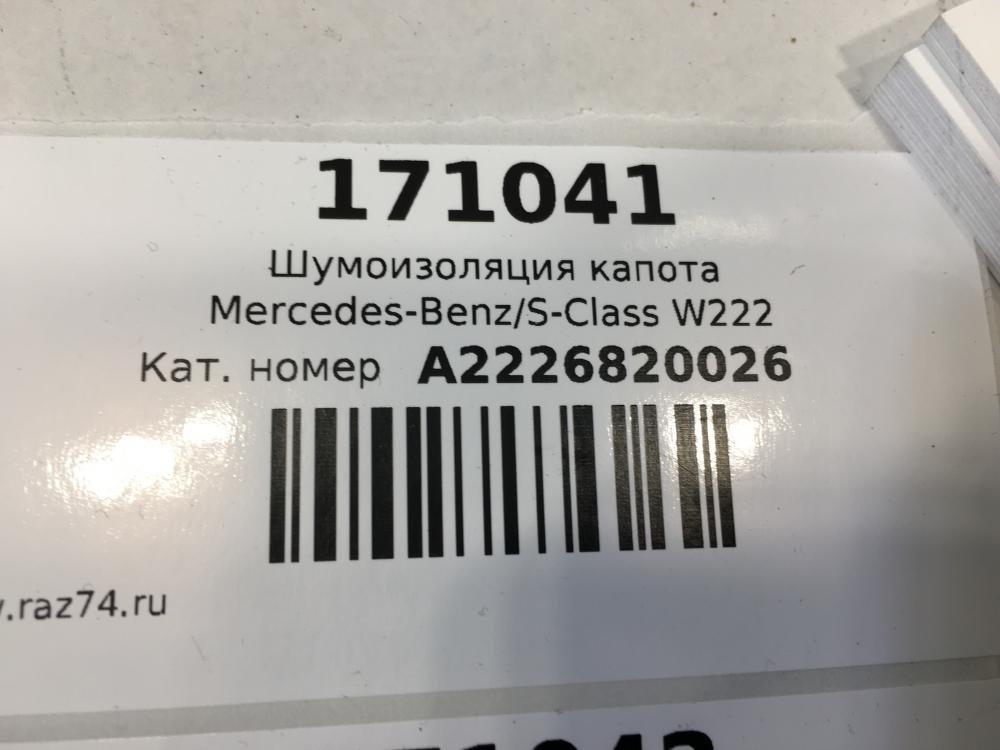 171041
Шумоизоляция капота
Mercedes-Benz/S-Class W222
Кат. номер A2226820026
.raz74.ru